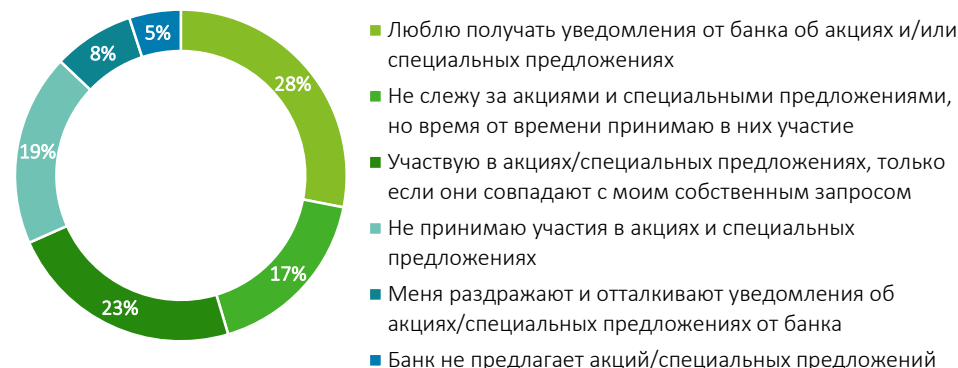 5%
8%
28%
19%
17%
23%
Люблю получать уведомления от банка об акциях и/или
специальных предложениях
Не слежу за акциями и специальными предложениями,
но время от времени принимаю в них участие
Участвую в акциях/специальных предложениях, только
если они совпадают с моим собственным запросом
Не принимаю участия в акциях и специальных
предложениях
Меня раздражают и отталкивают уведомления об
акциях/специальных предложениях от банка
Банк не предлагает акций/специальных предложений